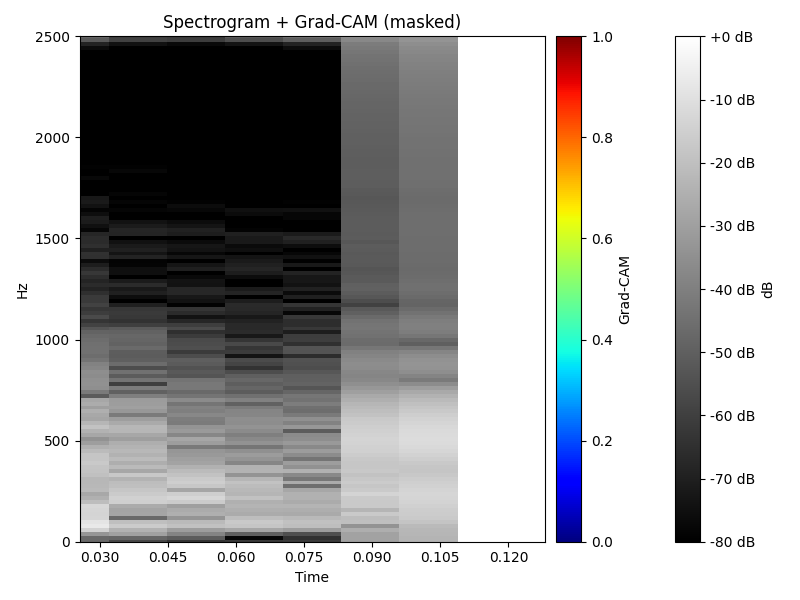 Spectrogram + Grad-CAM (masked)
2500
2000
1500
1000
500
0
Hz
0.030
0.045
0.060
0.075
0.090
0.105
0.120
Time
1.0
0.8
0.6
0.4
0.2
0.0
Grad-CAM
+0 dB
-10 dB
-20 dB
-30 dB
-40 dB
-50 dB
-60 dB
-70 dB
-80 dB
dB